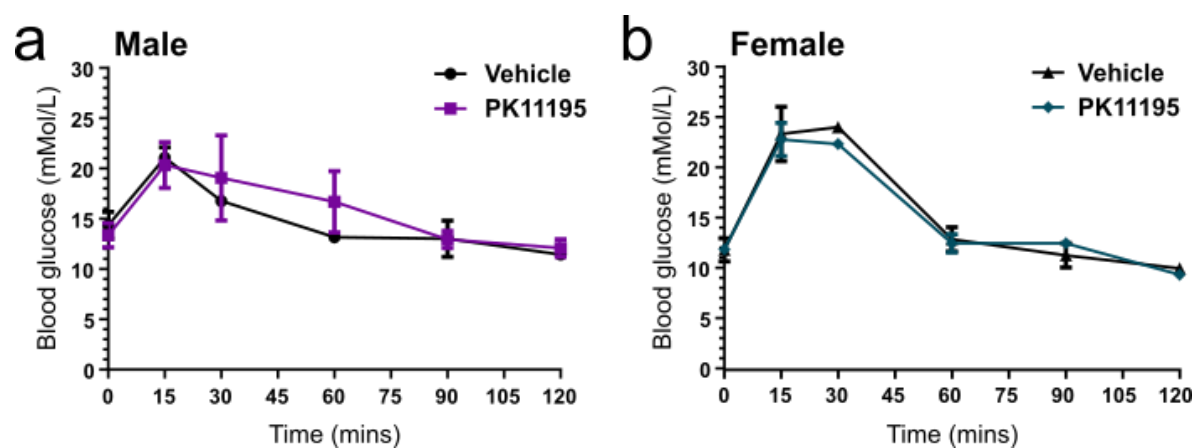 a Male
Vehicle
PK11195
Blood glucose (mMol/L)
30
25
20
15
10
5
0
0 15 30 45 60 75 90 105 120
Time (mins)
b Female
Vehicle
PK11195
Blood glucose (mMol/L)
30
25
20
15
10
5
0
0 15 30 45 60 75 90 105 120
Time (mins)